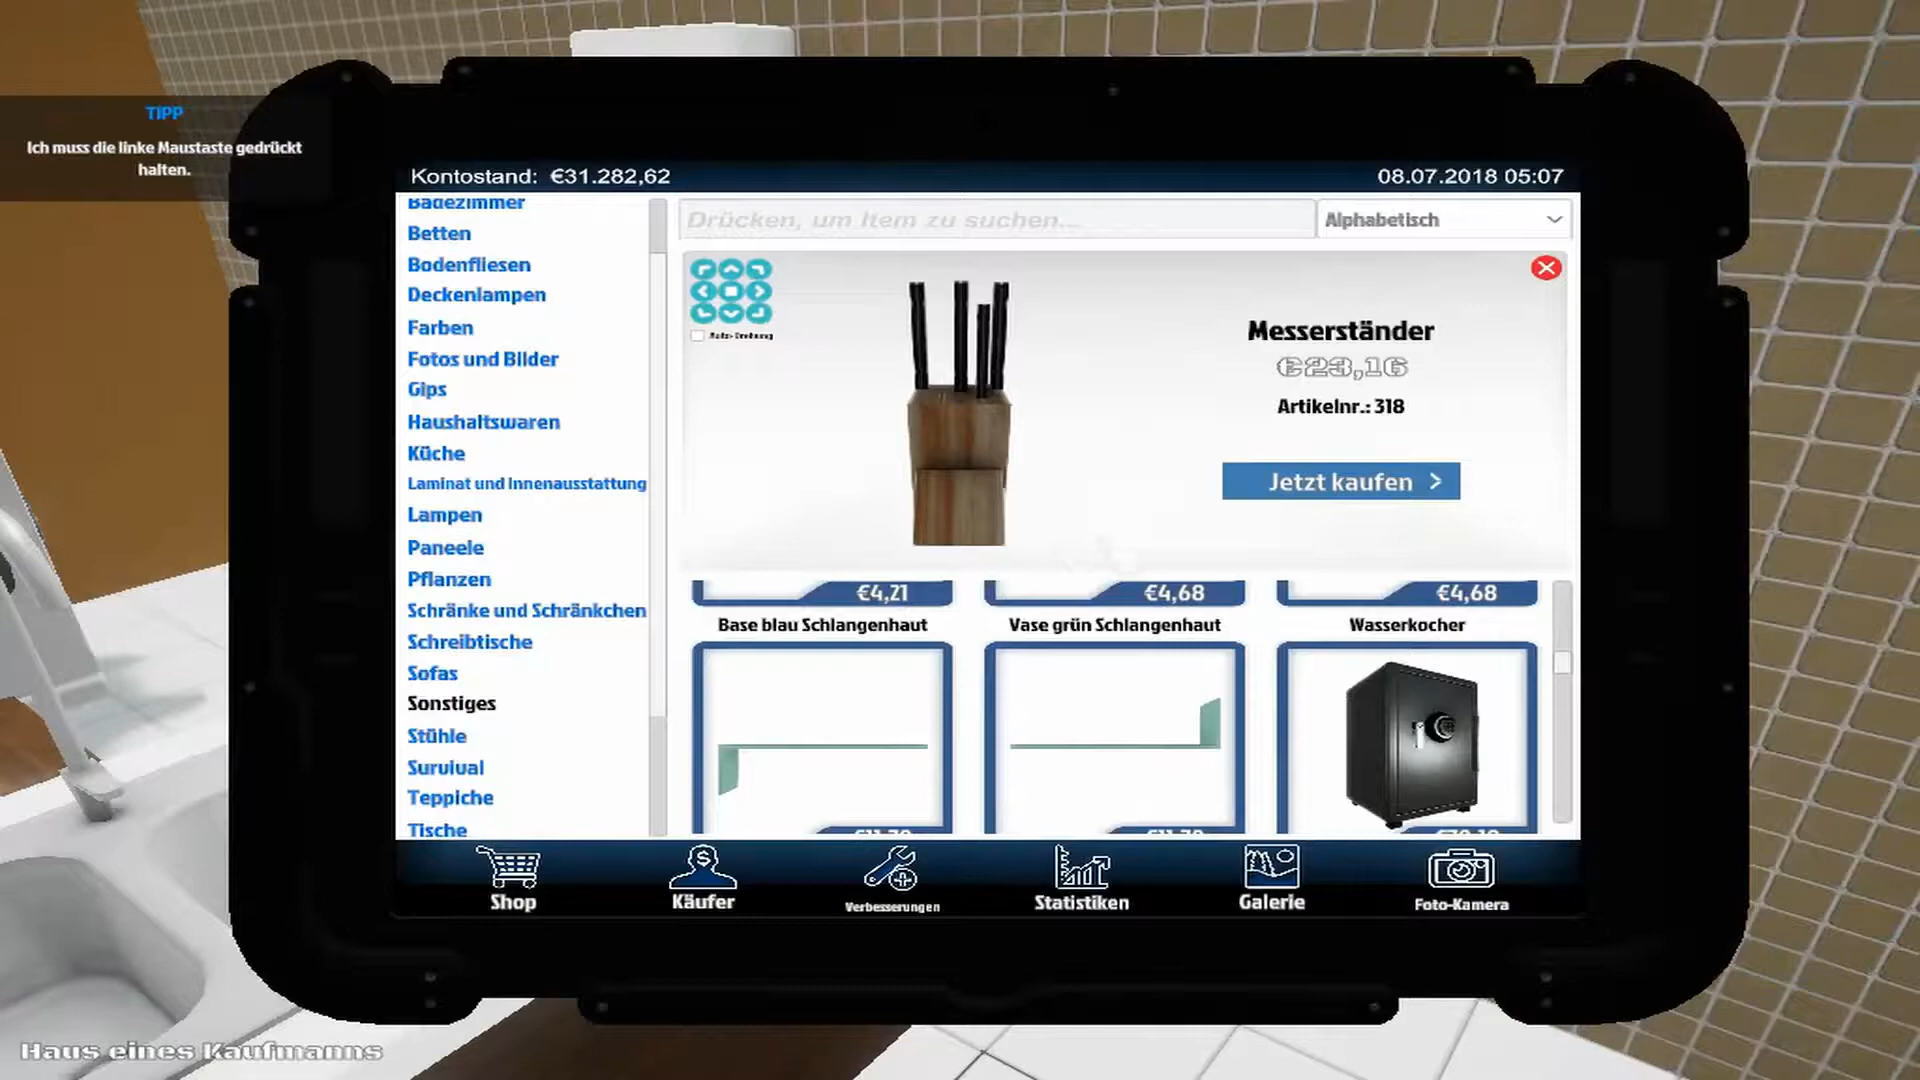 TIPP
Ich muss die linke Maustaste gedrückt
halten.
Kontostand: €31.282,62
08.07.2018 05:07
Badezimmer
Betten
Bodenfliesen
Deckenlampen
Farben
Fotos und Bilder
Gips
Haushaltswaren
Küche
Laminat und Innenausstattung
Lampen
Paneele
Pflanzen
Schränke und Schränkchen
Schreibtische
Sofas
Sonstiges
Stühle
Survival
Teppiche
Tische
Drücken, um Item zu suchen...
Alphabetisch
Auto-Drehung
Messerständer
€23,16
Artikelnr.: 318
Jetzt kaufen >
€4,21
€4,68
€4,68
Base blau Schlangenhaut
Vase grün Schlangenhaut
Wasserkocher
Shop
Käufer
Verbesserungen
Statistiken
Galerie
Foto-Kamera
Haus eines Kaufmanns